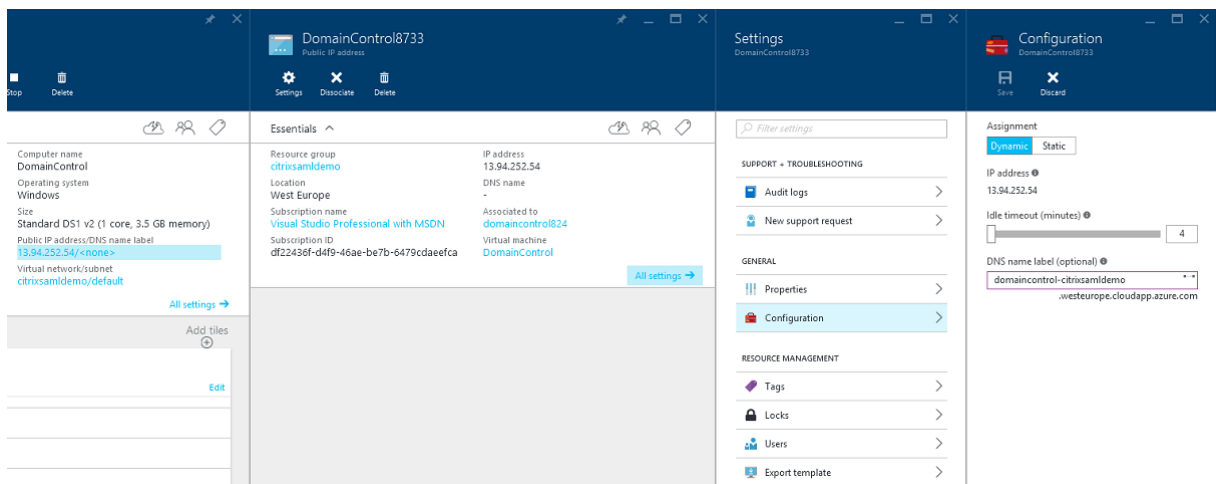 Stop
Delete
Computer name
DomainControl
Operating system
Windows
Size
Standard DS1 v2 (1 core, 3.5 GB memory)
Public IP address/DNS name label
13.94.252.54/<none>
Virtual network/subnet
citrixsamldemo/default
All settings →
Add tiles
Edit
DomainControl8733
Public IP address
Settings
Dissociate
Delete
Essentials
Resource group
citrixsamldemo
Location
West Europe
Subscription name
Visual Studio Professional with MSDN
Subscription ID
df22436f-d4f9-46ae-be7b-6479cdaeefca
IP address
13.94.252.54
DNS name
-
Associated to
domaincontrol824
Virtual machine
DomainControl
All settings →
Settings
DomainControl8733
Filter settings
SUPPORT + TROUBLESHOOTING
Audit logs
New support request
GENERAL
Properties
Configuration
RESOURCE MANAGEMENT
Tags
Locks
Users
Export template
Configuration
DomainControl8733
Save
Discard
Assignment
Dynamic Static
IP address
13.94.252.54
Idle timeout (minutes)
4
DNS name label (optional)
domaincontrol-citrixsamldemo
.westeurope.cloudapp.azure.com